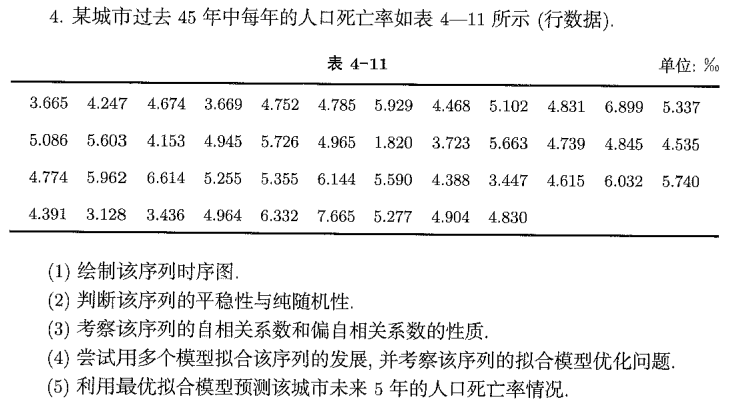 4. 某城市过去 45 年中每年的人口死亡率如表 4—11 所示 (行数据).
表 4-11 单位: ‰
3.665 4.247 4.674 3.669 4.752 4.785 5.929 4.468 5.102 4.831 6.899 5.337
5.086 5.603 4.153 4.945 5.726 4.965 1.820 3.723 5.663 4.739 4.845 4.535
4.774 5.962 6.614 5.255 5.355 6.144 5.590 4.388 3.447 4.615 6.032 5.740
4.391 3.128 3.436 4.964 6.332 7.665 5.277 4.904 4.830
(1) 绘制该序列时序图.
(2) 判断该序列的平稳性与纯随机性.
(3) 考察该序列的自相关系数和偏自相关系数的性质.
(4) 尝试用多个模型拟合该序列的发展, 并考察该序列的拟合模型优化问题.
(5) 利用最优拟合模型预测该城市未来 5 年的人口死亡率情况.